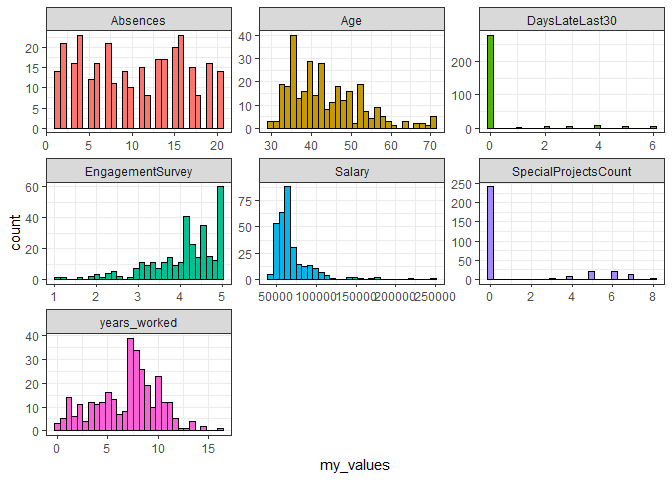 Absences
Age
DaysLateLast30
20
15
10
5
0
0 5 10 15 20
40
30
20
10
0
30 40 50 60 70
200
100
0
0 2 4 6
EngagementSurvey
Salary
SpecialProjectsCount
60
40
20
0
1 2 3 4 5
75
50
25
0
50000 100000 150000 200000 250000
250
200
150
100
50
0
0 2 4 6 8
years_worked
40
30
20
10
0
0 5 10 15
count
my_values